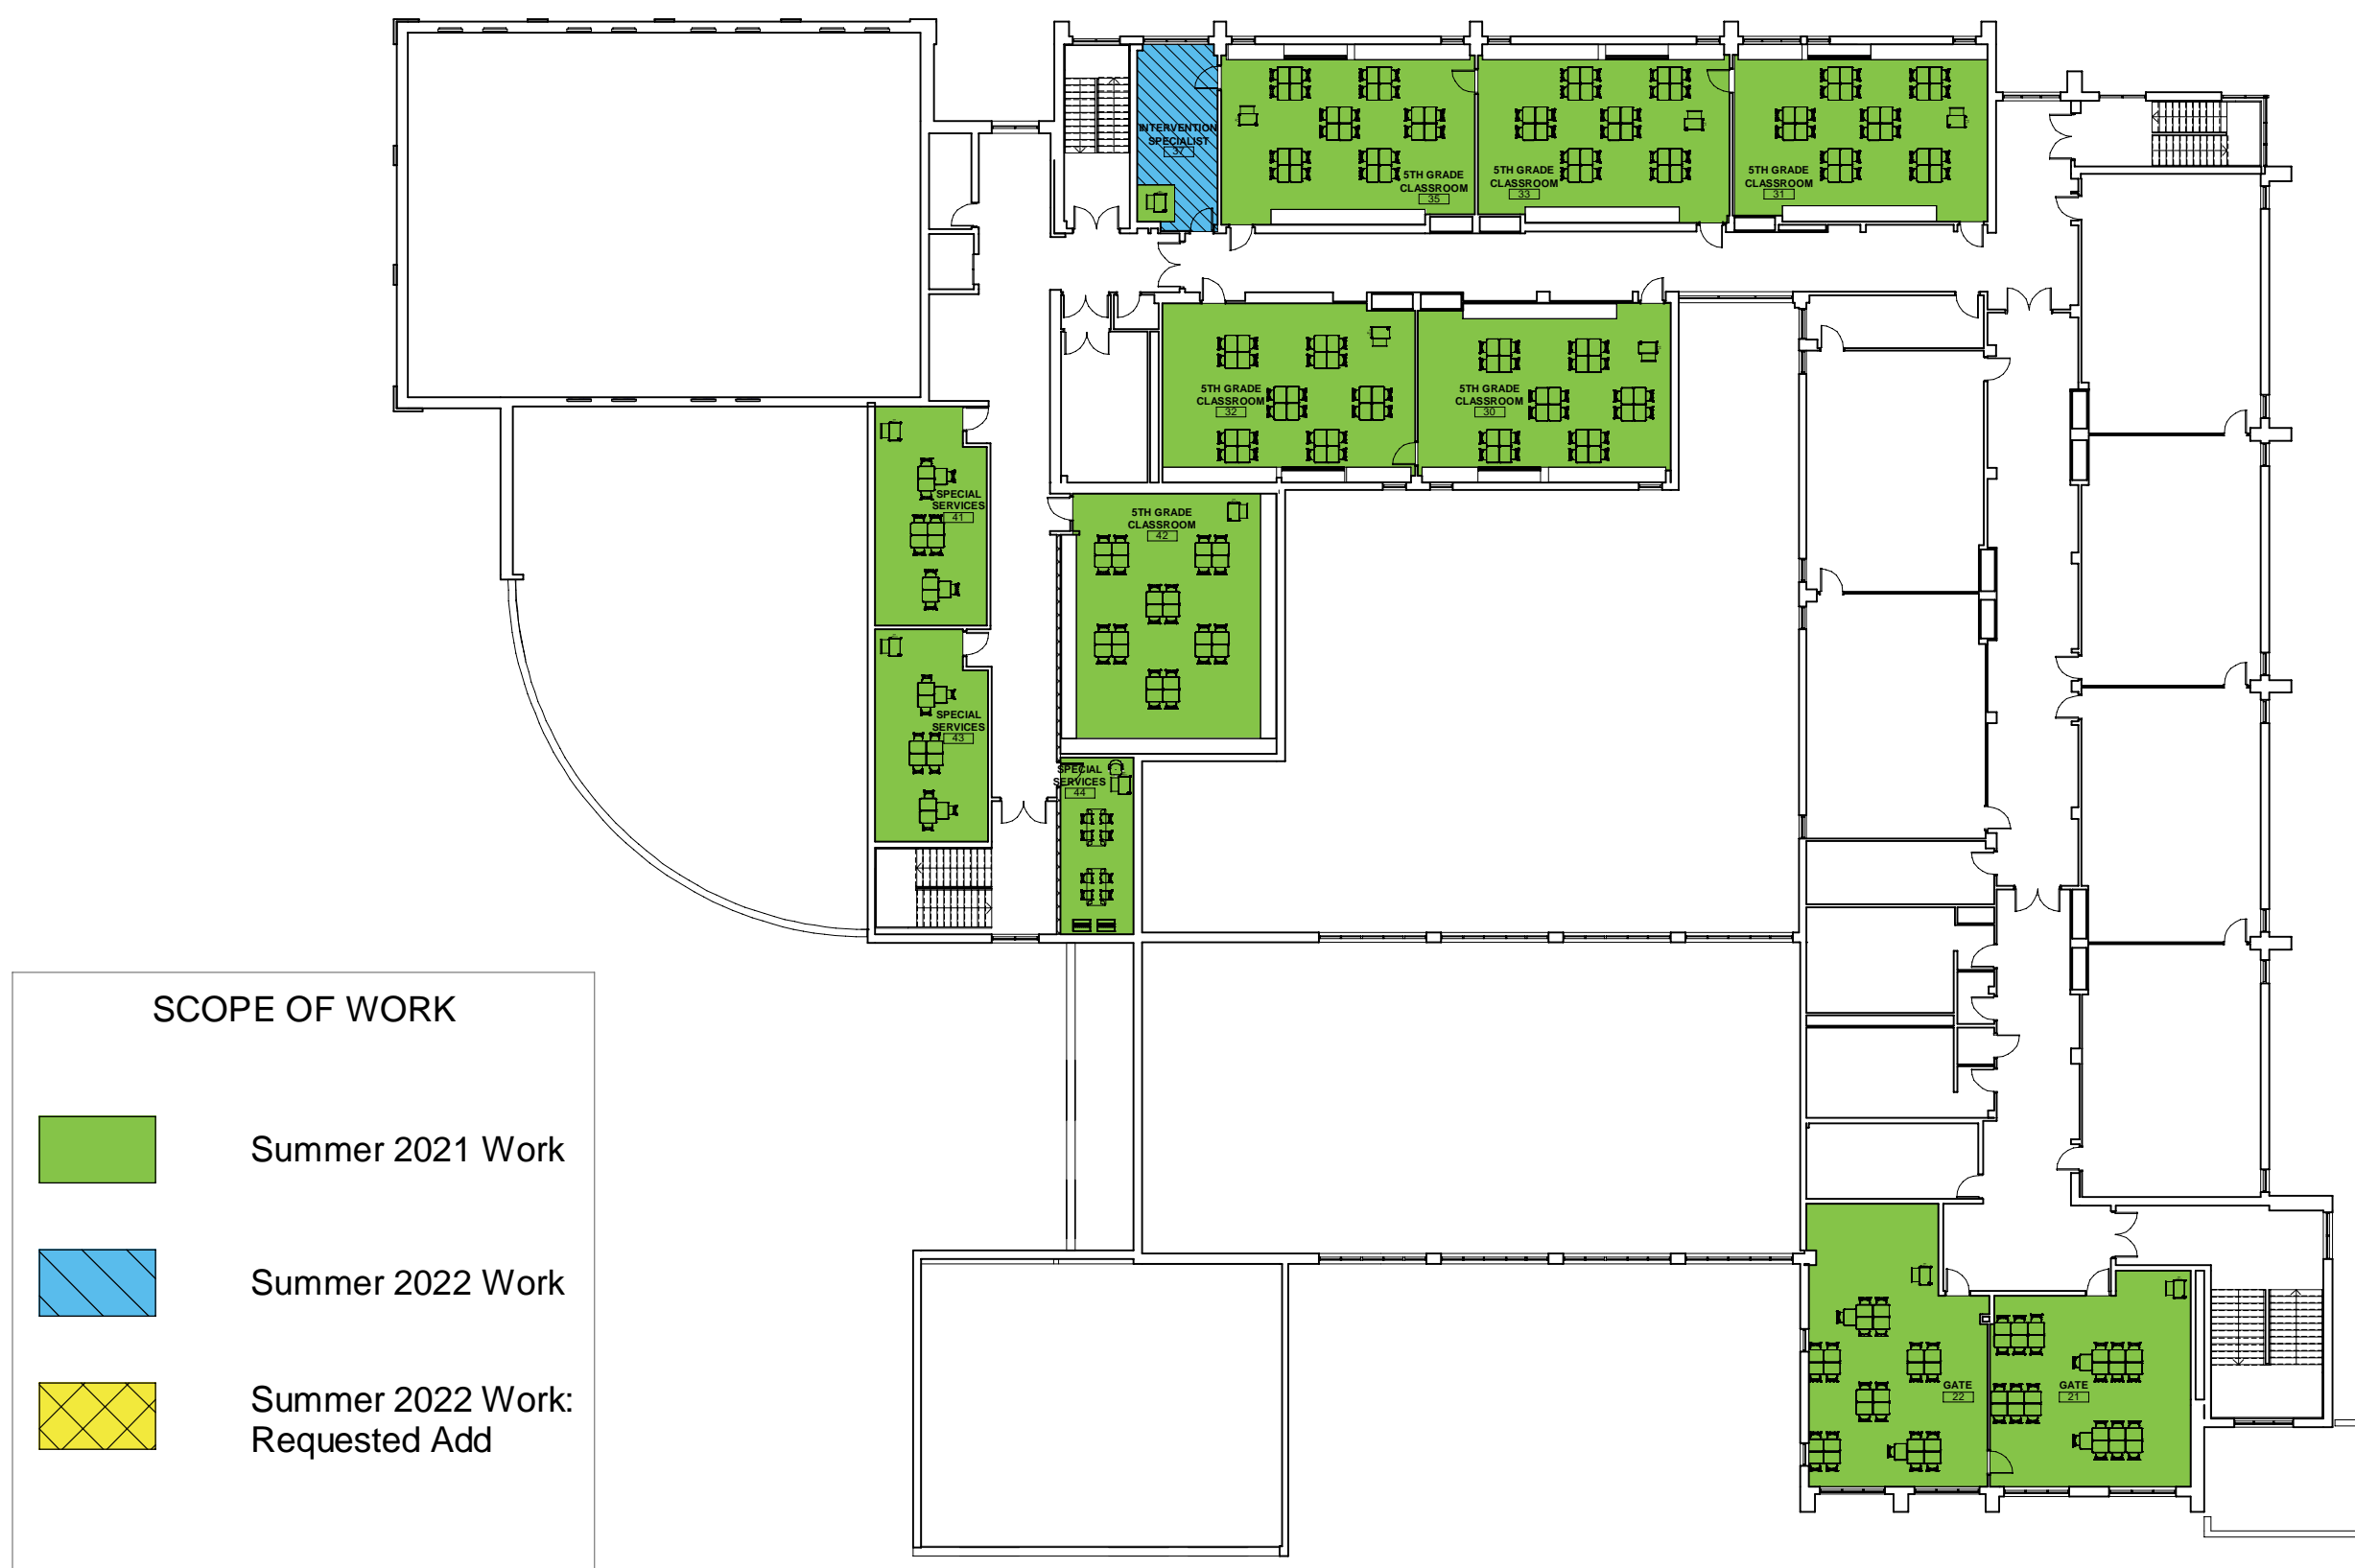 INTERVENTION
SPECIALIST
37
5TH GRADE
CLASSROOM
35
5TH GRADE
CLASSROOM
33
5TH GRADE
CLASSROOM
31
5TH GRADE
CLASSROOM
32
5TH GRADE
CLASSROOM
30
SPECIAL
SERVICES
41
5TH GRADE
CLASSROOM
42
SPECIAL
SERVICES
43
SPECIAL
SERVICES
44
GATE
22
GATE
21
SCOPE OF WORK
Summer 2021 Work
Summer 2022 Work
Summer 2022 Work:
Requested Add